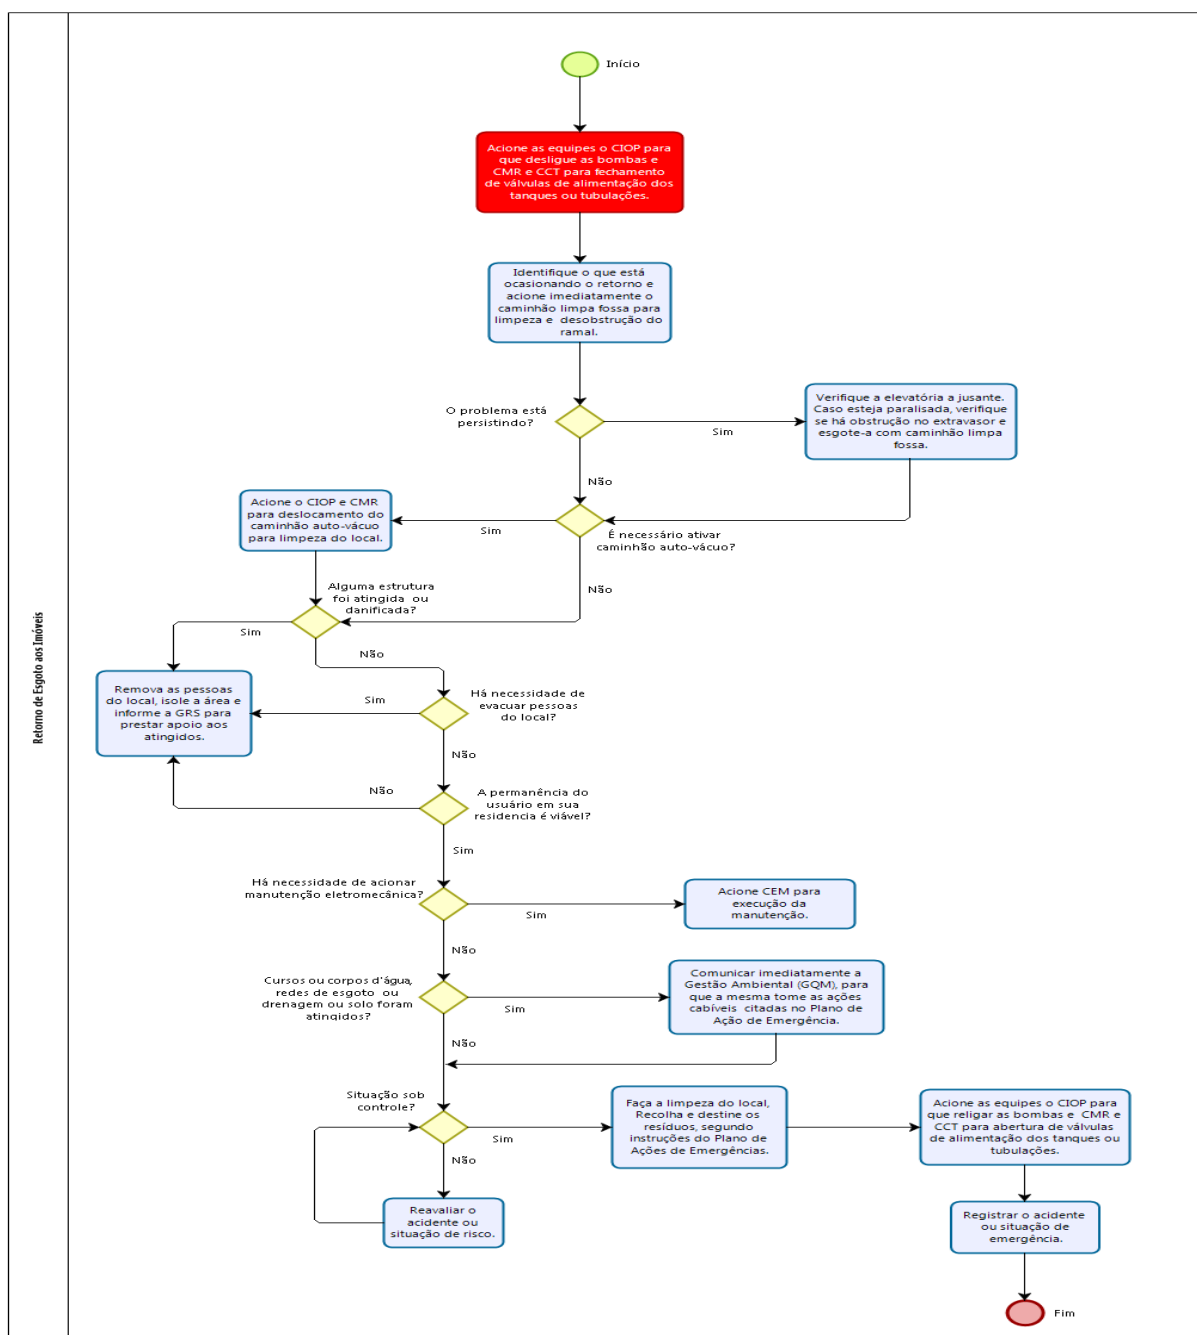 Início
Acione as equipes o CIOP para
que desligue as bombas e
CMR e CCT para fechamento
de válvulas de alimentação dos
tanques ou tubulações.
Identifique o que está
ocasionando o retorno e
acione imediatamente o
caminhão limpa fossa para
limpeza e desobstrução do
ramal.
O problema está
persistindo?
Sim
Verifique a elevatória a jusante.
Caso esteja paralisada, verifique
se há obstrução no extravasor e
esgote-a com caminhão limpa
fossa.
Não
Acione o CIOP e CMR
para deslocamento do
caminhão auto-vácuo
para limpeza do local.
Sim
É necessário ativar
caminhão auto-vácuo?
Não
Alguma estrutura
foi atingida ou
danificada?
Sim
Não
Remova as pessoas
do local, isole a área e
informe a GRS para
prestar apoio aos
atingidos.
Sim
Há necessidade de
evacuar pessoas
do local?
Não
Não
A permanência do
usuário em sua
residencia é viável?
Sim
Há necessidade de acionar
manutenção eletromecânica?
Sim
Acione CEM para
execução da
manutenção.
Não
Cursos ou corpos d'água,
redes de esgoto ou
drenagem ou solo foram
atingidos?
Sim
Comunicar imediatamente a
Gestão Ambiental (GQM), para
que a mesma tome as ações
cabíveis citadas no Plano de
Ação de Emergência.
Não
Situação sob
controle?
Sim
Faça a limpeza do local,
Recolha e destine os
resíduos, segundo
instruções do Plano de
Ações de Emergências.
Acione as equipes o CIOP para
que religar as bombas e CMR e
CCT para abertura de válvulas
de alimentação dos tanques ou
tubulações.
Não
Reavaliar o
acidente ou
situação de risco.
Registrar o acidente
ou situação de
emergência.
Fim
Retorno de Esgoto aos Imóveis